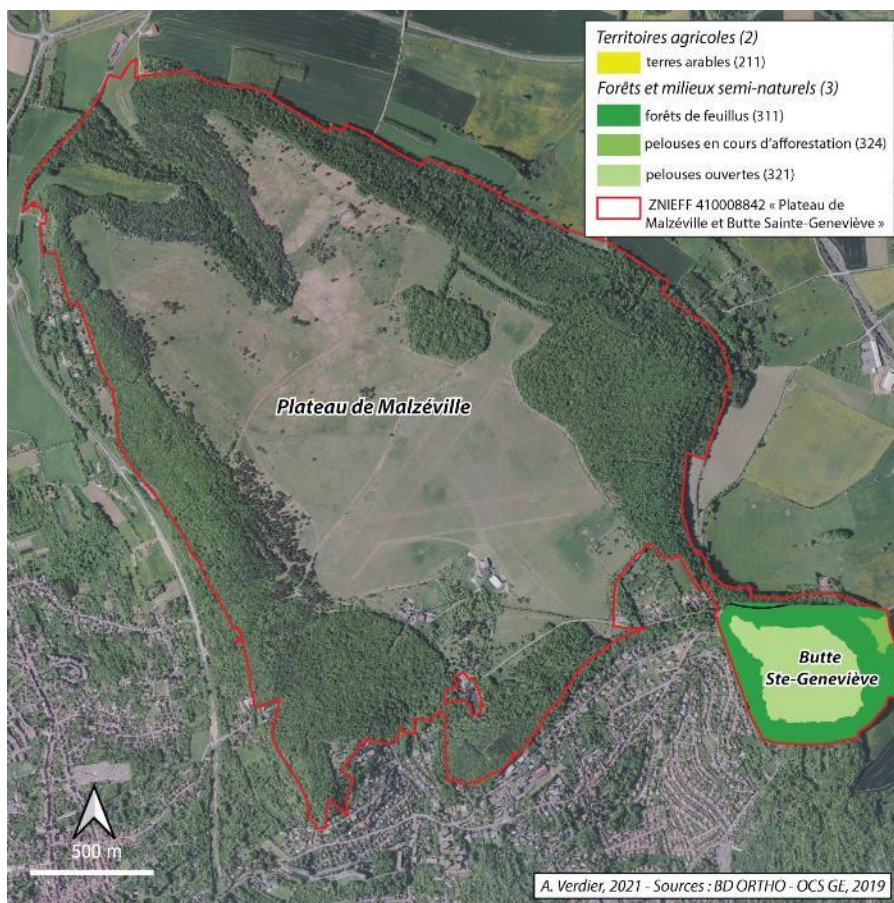 Territoires agricoles (2)
terres arables (211)
Forêts et milieux semi-naturels (3)
forêts de feuillus (311)
pelouses en cours d'afforestation (324)
pelouses ouvertes (321)
ZNIEFF 410008842 « Plateau de
Malzéville et Butte Sainte-Geneviève »
Plateau de Malzéville
Butte
Ste-Geneviève
500 m
A. Verdier, 2021 - Sources : BD ORTHO - OCS GE, 2019